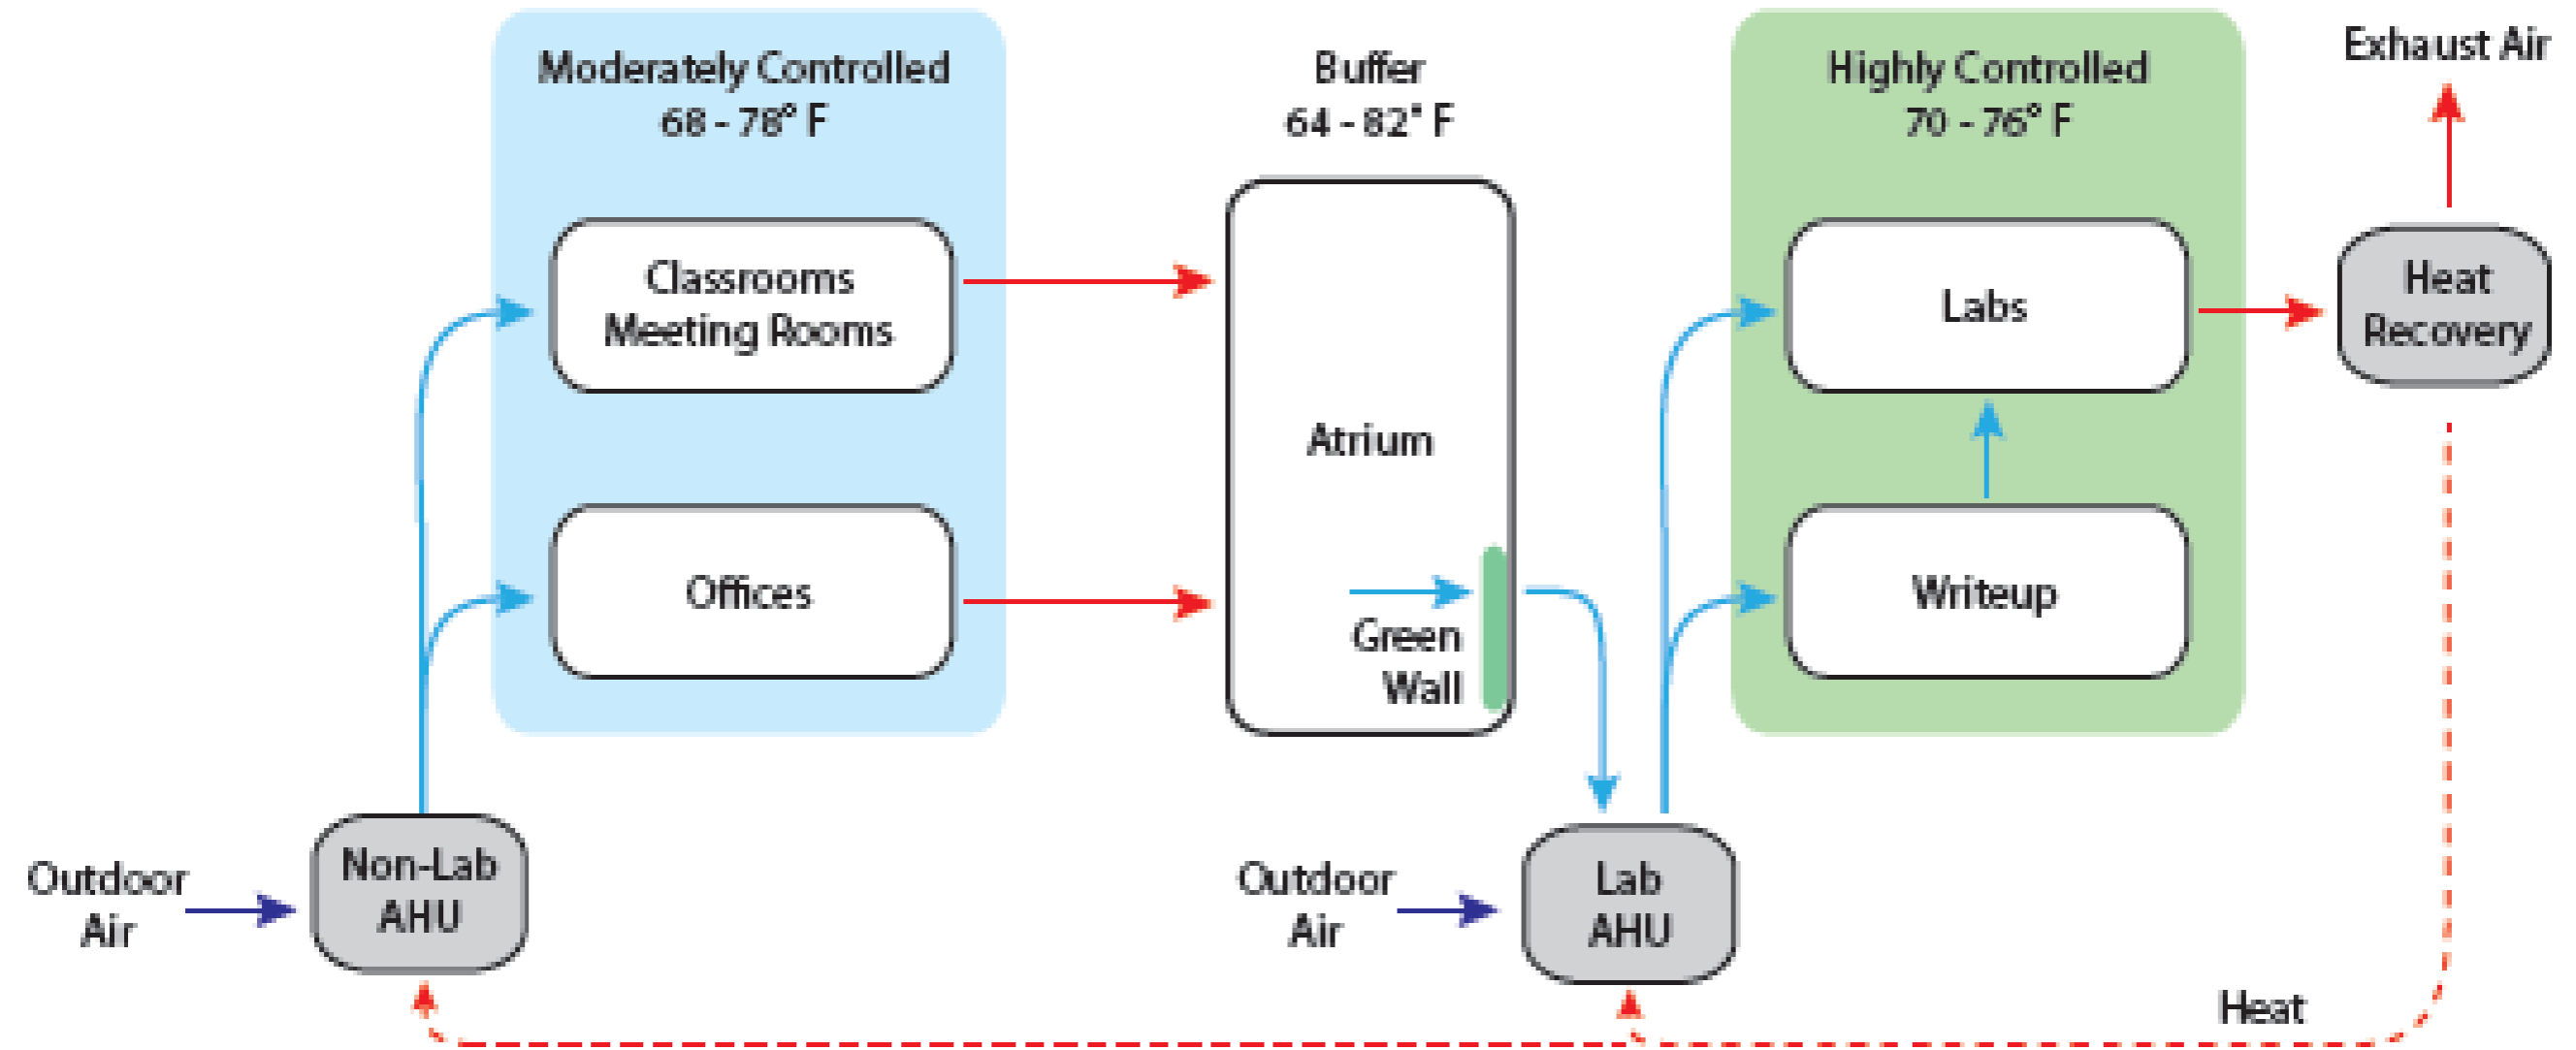 Moderately Controlled
68 - 78° F
Buffer
64 - 82° F
Highly Controlled
70 - 76° F
Exhaust Air
Classrooms
Meeting Rooms
Labs
Heat
Recovery
Atrium
Offices
Green
Wall
Writeup
Outdoor
Air
Non-Lab
AHU
Outdoor
Air
Lab
AHU
Heat